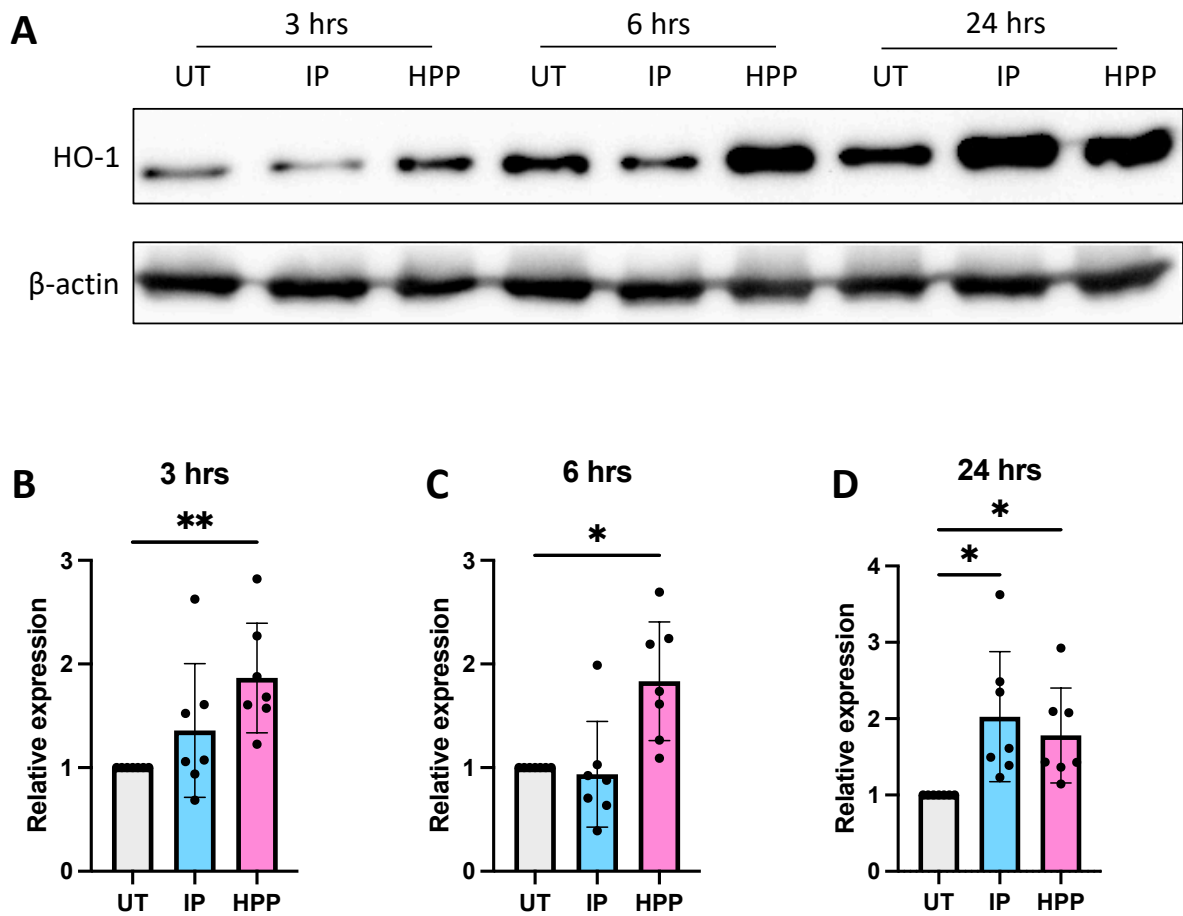 A
3 hrs 6 hrs 24 hrs
UT IP HPP UT IP HPP UT IP HPP
HO-1
β-actin
B
3 hrs
**
Relative expression
3
2
1
0
UT IP HPP
C
6 hrs
*
Relative expression
3
2
1
0
UT IP HPP
D
24 hrs
*
*
Relative expression
4
3
2
1
0
UT IP HPP